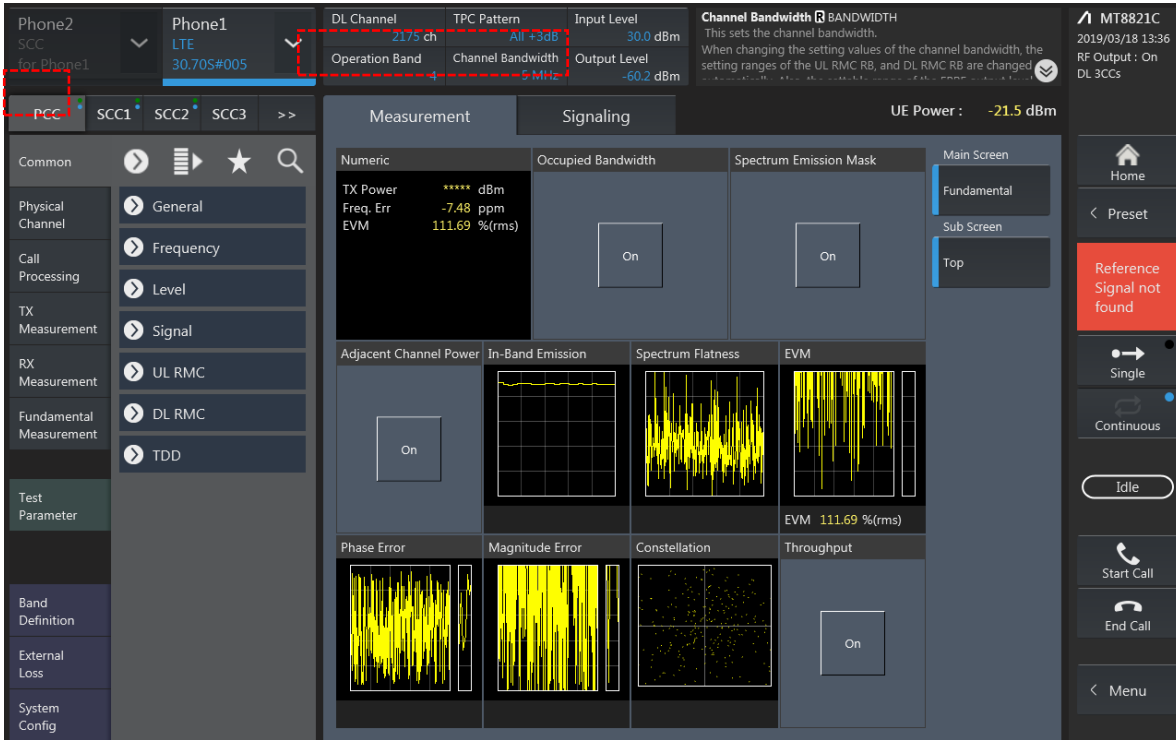 Phone2
SCC
for Phone1
Phone1
LTE
30.70S#005
DL Channel
2175 ch
TPC Pattern
All +3dB
Input Level
30.0 dBm
Operation Band
4
Channel Bandwidth
5 MHz
Output Level
-60.2 dBm
Channel Bandwidth R BANDWIDTH
This sets the channel bandwidth.
When changing the setting values of the channel bandwidth, the
setting ranges of the UL RMC RB, and DL RMC RB are changed
MT8821C
2019/03/18 13:36
RF Output : On
DL 3CCs
PCC
SCC1
SCC2
SCC3
>>
Measurement
Signaling
UE Power : -21.5 dBm
Common
Physical
Channel
Call
Processing
TX
Measurement
RX
Measurement
Fundamental
Measurement
Test
Parameter
Band
Definition
External
Loss
System
Config
General
Frequency
Level
Signal
UL RMC
DL RMC
TDD
Numeric
TX Power ***** dBm
Freq. Err -7.48 ppm
EVM 111.69 %(rms)
Occupied Bandwidth
On
Spectrum Emission Mask
On
Main Screen
Fundamental
Sub Screen
Top
Adjacent Channel Power
On
In-Band Emission
Spectrum Flatness
EVM
EVM 111.69 %(rms)
Phase Error
Magnitude Error
Constellation
Throughput
On
Home
< Preset
Reference
Signal not
found
Single
Continuous
Idle
Start Call
End Call
< Menu